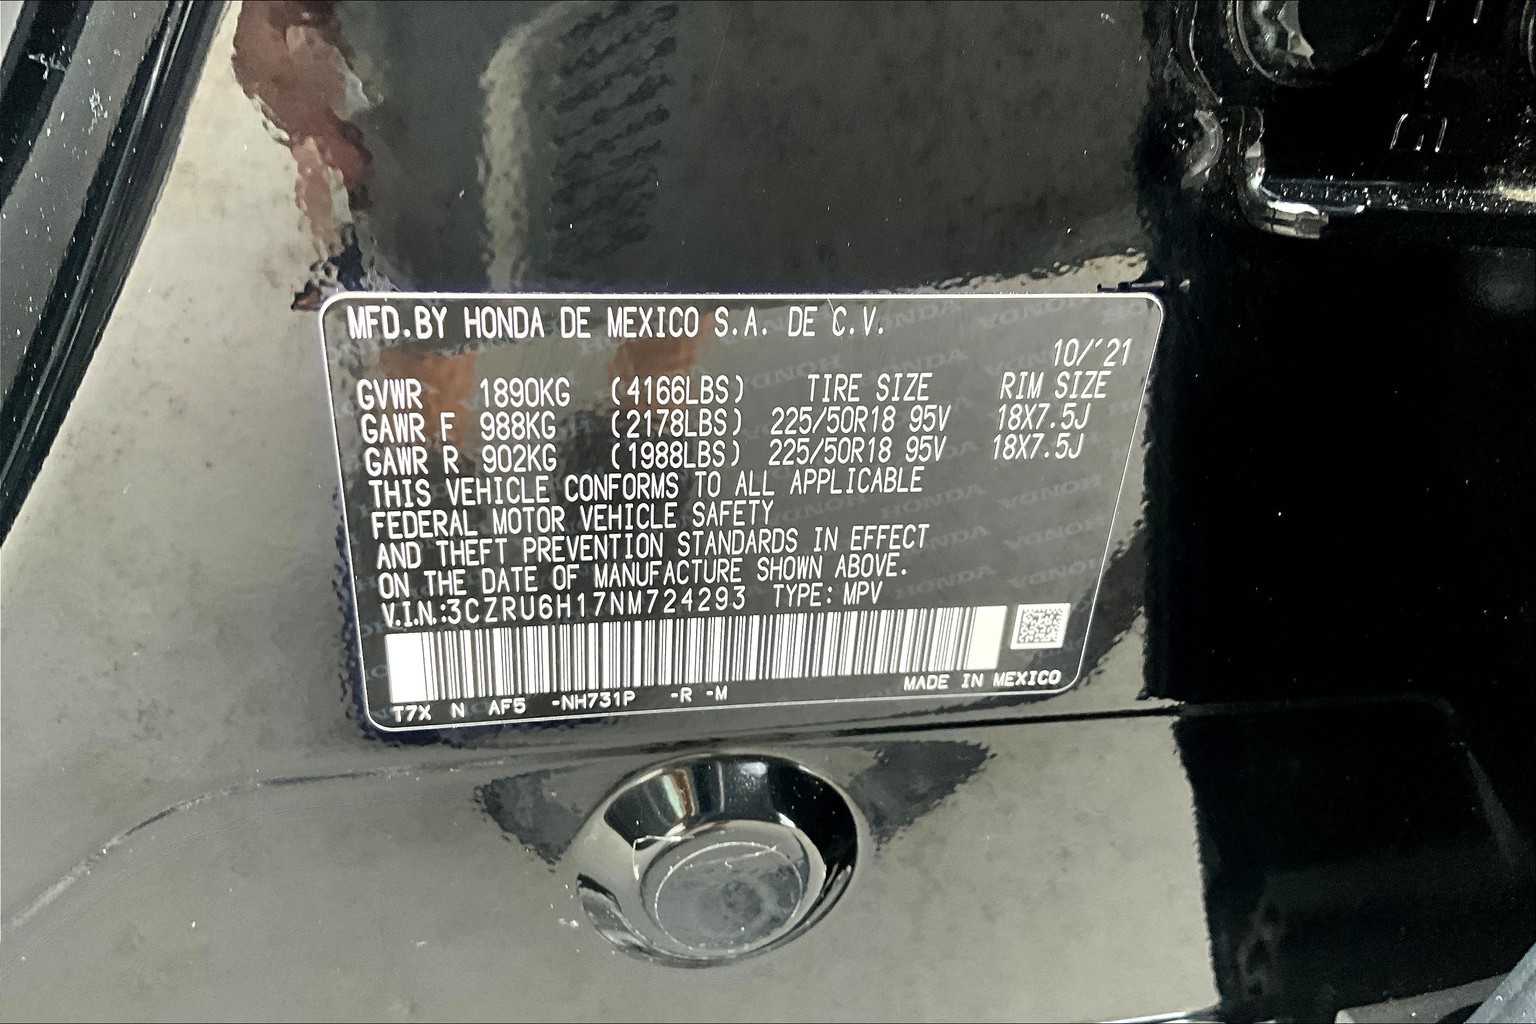 MFD.BY HONDA DE MEXICO S.A. DE C.V.
10/'21
GVWR 1890KG (4166LBS) TIRE SIZE RIM SIZE
GAWR F 988KG (2178LBS) 225/50R18 95V 18X7.5J
GAWR R 902KG (1988LBS) 225/50R18 95V 18X7.5J
THIS VEHICLE CONFORMS TO ALL APPLICABLE
FEDERAL MOTOR VEHICLE SAFETY
AND THEFT PREVENTION STANDARDS IN EFFECT
ON THE DATE OF MANUFACTURE SHOWN ABOVE.
V.I.N.:3CZRU6H17NM724293 TYPE: MPV
T7X N AF5 -NH731P -R -M MADE IN MEXICO